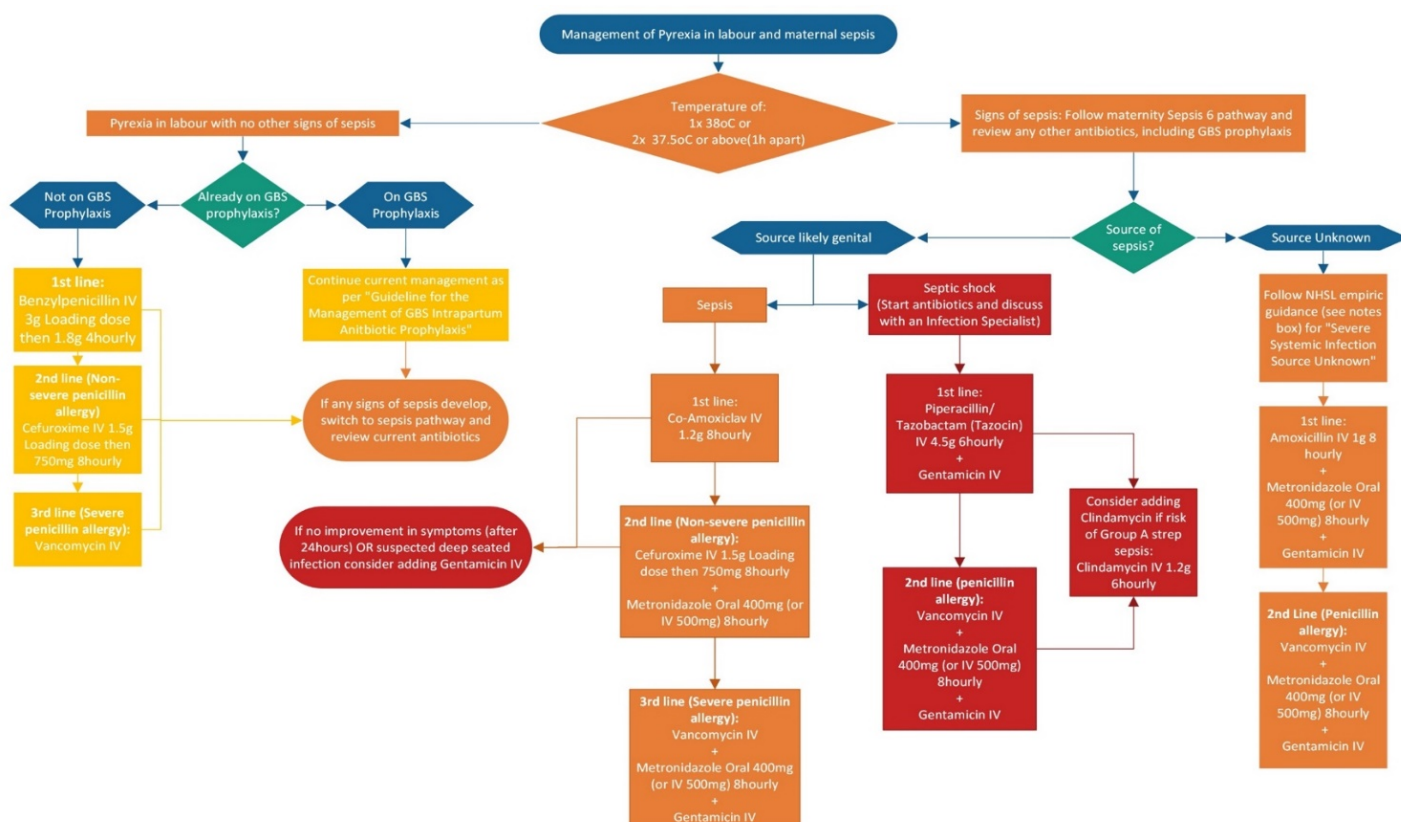 Management of Pyrexia in labour and maternal sepsis
Temperature of:
1x 38oC or
2x 37.5oC or above(1h apart)
Pyrexia in labour with no other signs of sepsis
Signs of sepsis: Follow maternity Sepsis 6 pathway and
review any other antibiotics, including GBS prophylaxis
Not on GBS
Prophylaxis
Already on GBS
prophylaxis?
On GBS
Prophylaxis
Source likely genital
Source of
sepsis?
Source Unknown
1st line:
Benzylpenicillin IV
3g Loading dose
then 1.8g 4hourly
2nd line (Non-
severe penicillin
allergy)
Cefuroxime IV 1.5g
Loading dose then
750mg 8hourly
3rd line (Severe
penicillin allergy):
Vancomycin IV
Continue current management as
per "Guideline for the
Management of GBS Intrapartum
Anitbiotic Prophylaxis"
If any signs of sepsis develop,
switch to sepsis pathway and
review current antibiotics
Sepsis
1st line:
Co-Amoxiclav IV
1.2g 8hourly
If no improvement in symptoms (after
24hours) OR suspected deep seated
infection consider adding Gentamicin IV
2nd line (Non-severe penicillin
allergy):
Cefuroxime IV 1.5g Loading
dose then 750mg 8hourly
+
Metronidazole Oral 400mg (or
IV 500mg) 8hourly
3rd line (Severe penicillin
allergy):
Vancomycin IV
+
Metronidazole Oral 400mg
(or IV 500mg) 8hourly
+
Gentamicin IV
Septic shock
(Start antibiotics and discuss
with an Infection Specialist)
1st line:
Piperacillin/
Tazobactam (Tazocin)
IV 4.5g 6hourly
+
Gentamicin IV
2nd line (penicillin
allergy):
Vancomycin IV
+
Metronidazole Oral
400mg (or IV 500mg)
8hourly
+
Gentamicin IV
Consider adding
Clindamycin if risk
of Group A strep
sepsis:
Clindamycin IV 1.2g
6hourly
Follow NHSL empiric
guidance (see notes
box) for "Severe
Systemic Infection
Source Unknown"
1st line:
Amoxicillin IV 1g 8
hourly
+
Metronidazole Oral
400mg (or IV
500mg) 8hourly
+
Gentamicin IV
2nd Line (Penicillin
allergy):
Vancomycin IV
+
Metronidazole Oral
400mg (or IV
500mg) 8hourly
+
Gentamicin IV